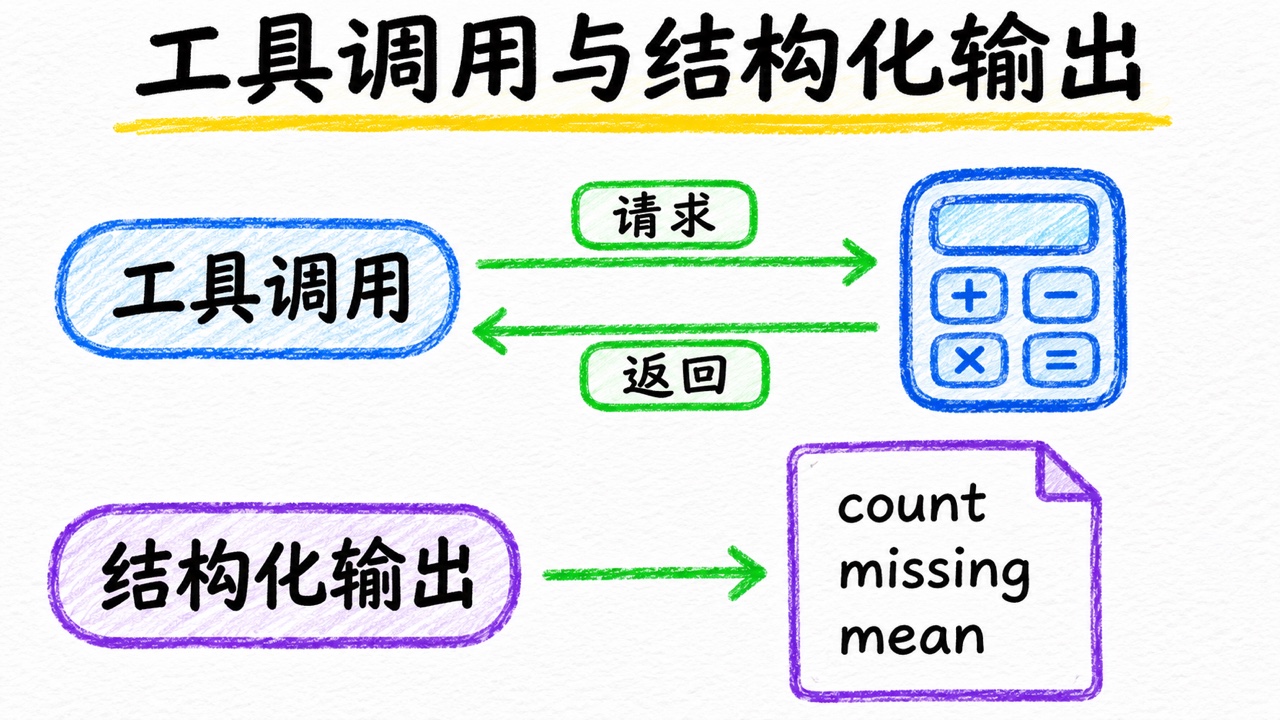 工具调用与结构化输出
请求
工具调用
返回
+ −
× =
结构化输出
count
missing
mean